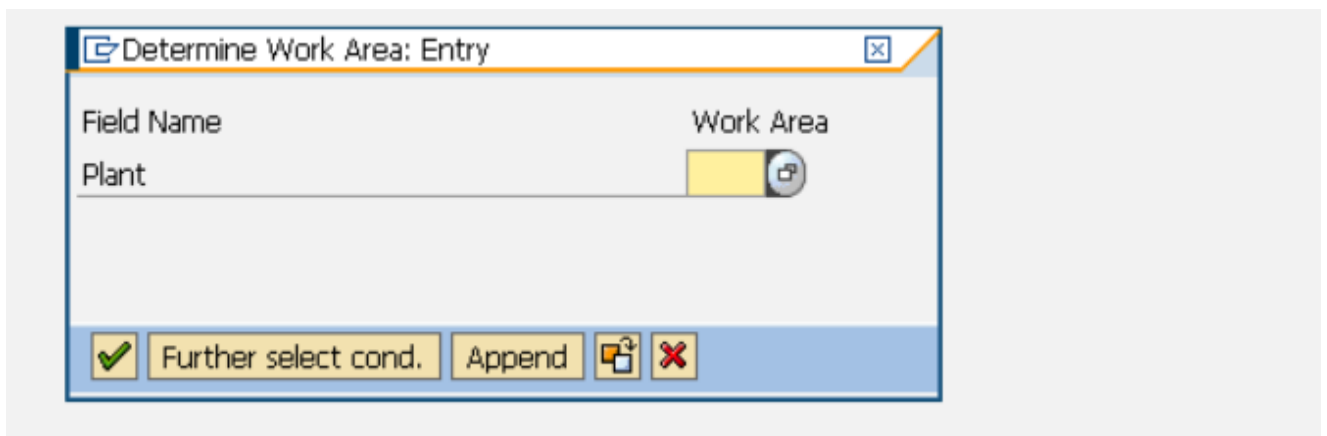 Determine Work Area: Entry
Field Name Work Area
Plant
Further select cond. Append